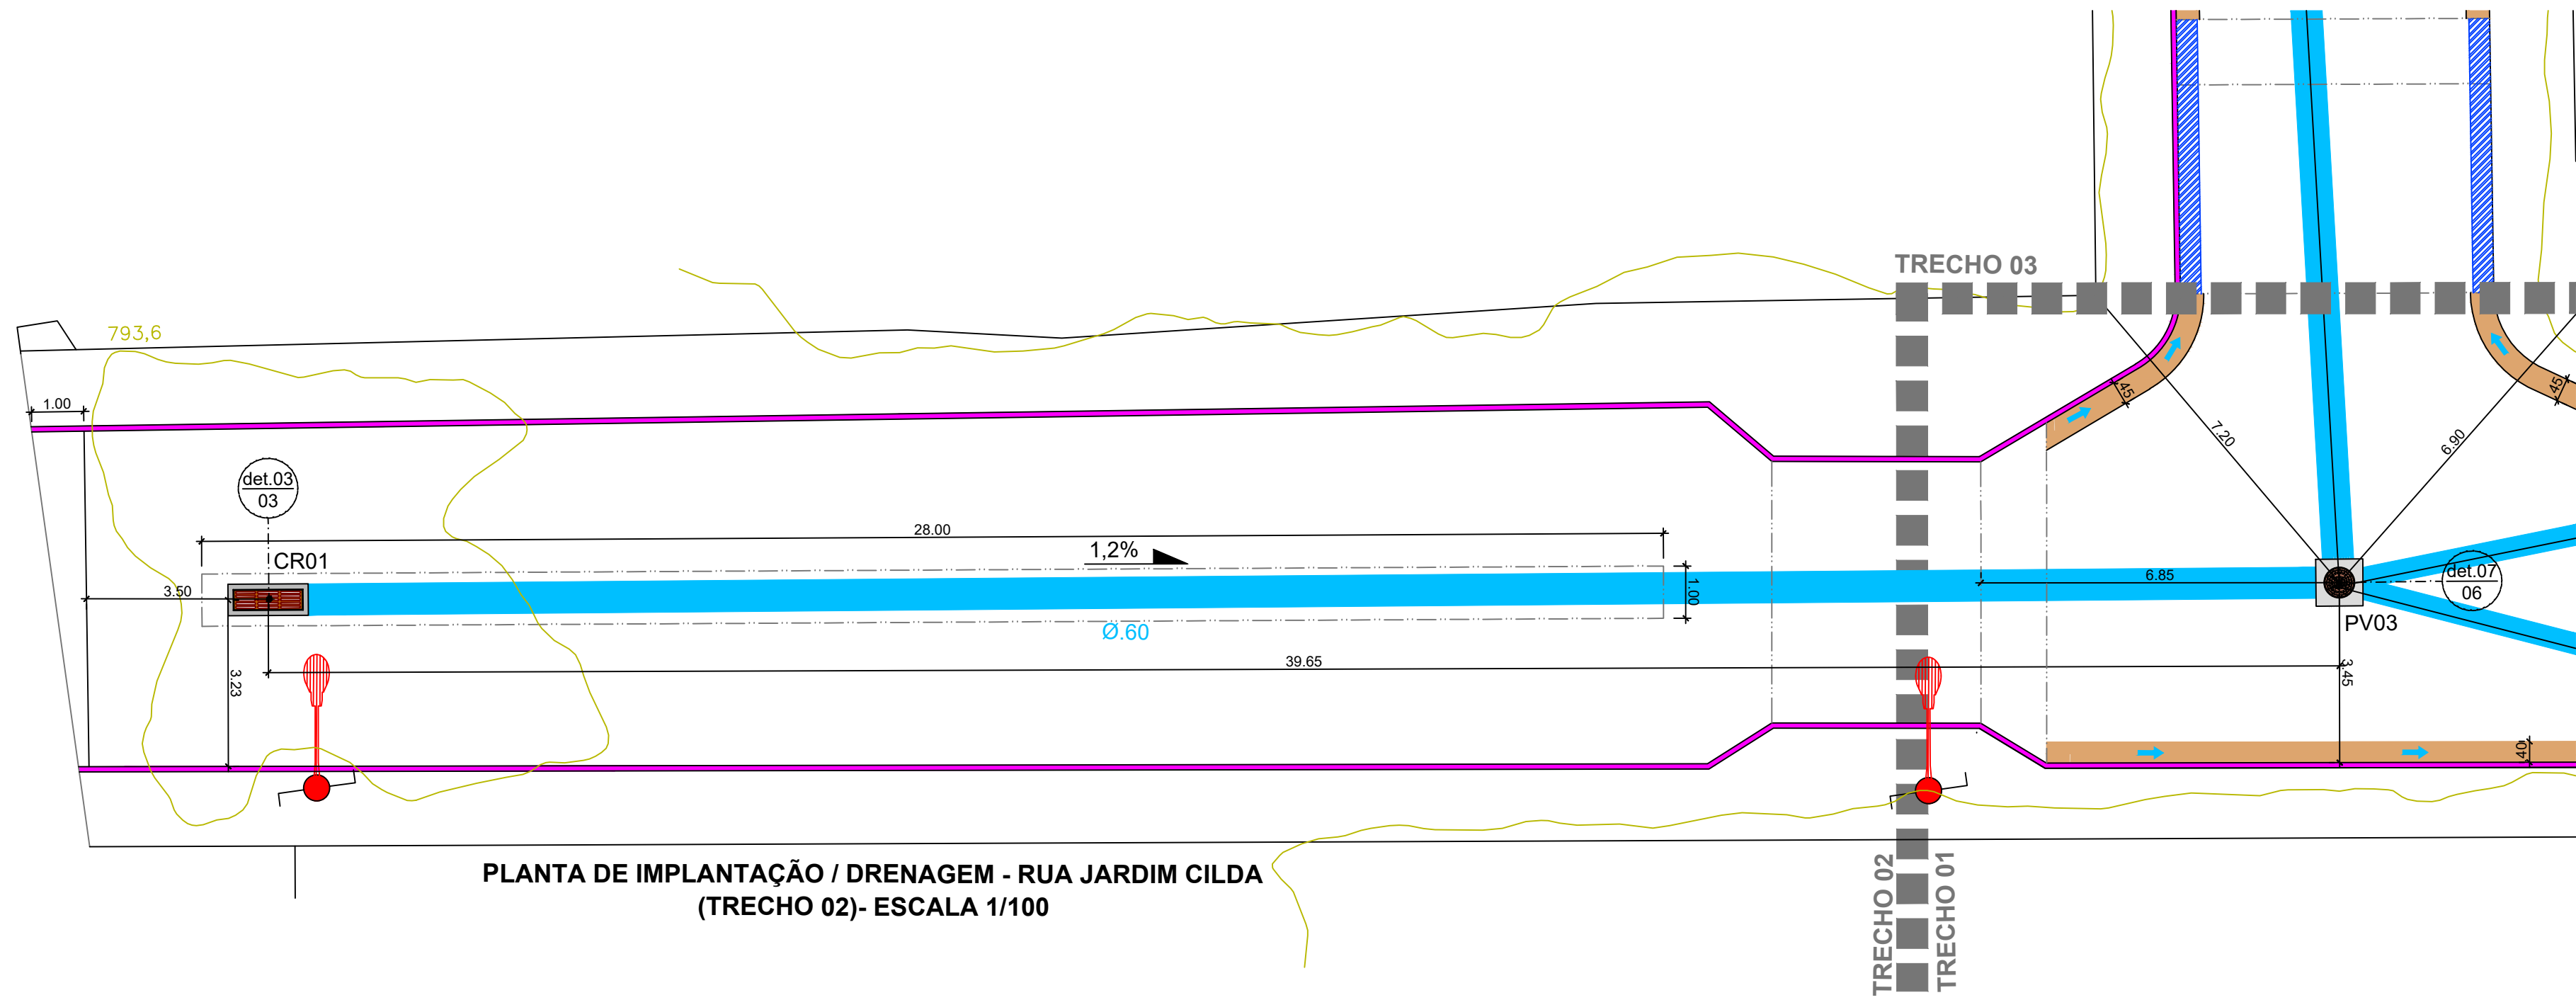 TRECHO 03
793,6
1.00
45
45
7.20
6.90
det.03
03
28.00
1,2%
CR01
3.50
1.00
6.85
det.07
06
Ø.60
PV03
39.65
3.23
3.45
40
PLANTA DE IMPLANTAÇÃO / DRENAGEM - RUA JARDIM CILDA
(TRECHO 02)- ESCALA 1/100
TRECHO 02
TRECHO 01